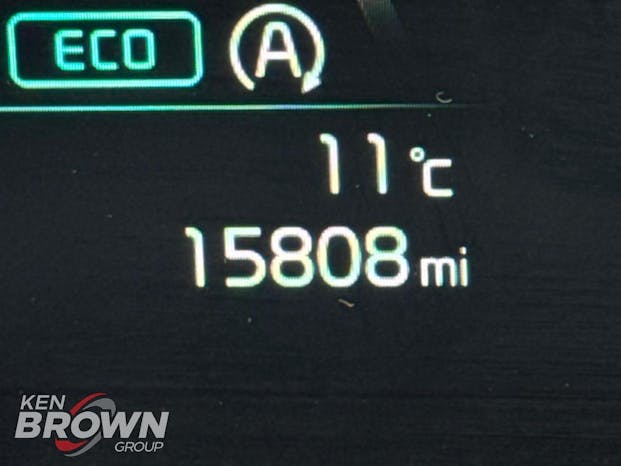 ECO A
11°C
15808 mi
KEN
BROWN
GROUP